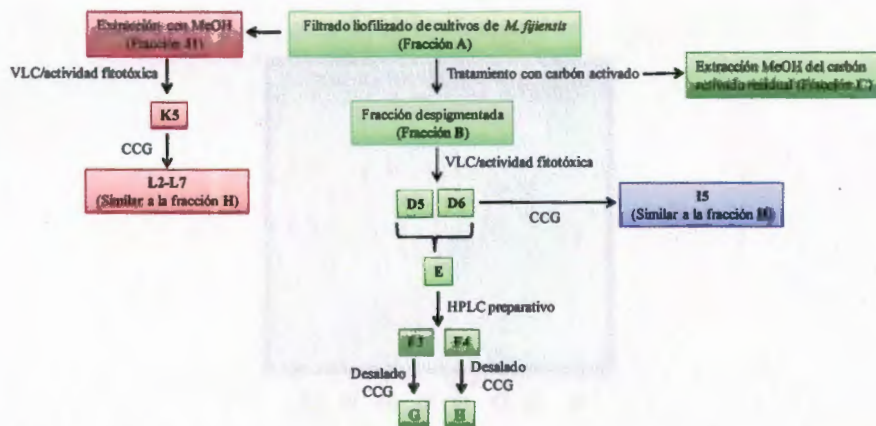 Extracción con MeOH
(Fracción J1)
Filtrado liofilizado de cultivos de M. fijiensis
(Fracción A)
VLC/actividad fitotóxica
Tratamiento con carbón activado
Extracción MeOH del carbón
activado residual (Fracción C)
K5
Fracción despigmentada
(Fracción B)
CCG
VLC/actividad fitotóxica
L2-L7
(Similar a la fracción H)
D5
D6
CCG
I5
(Similar a la fracción H)
E
HPLC preparativo
F3
F4
Desalado
CCG
Desalado
CCG
G
H